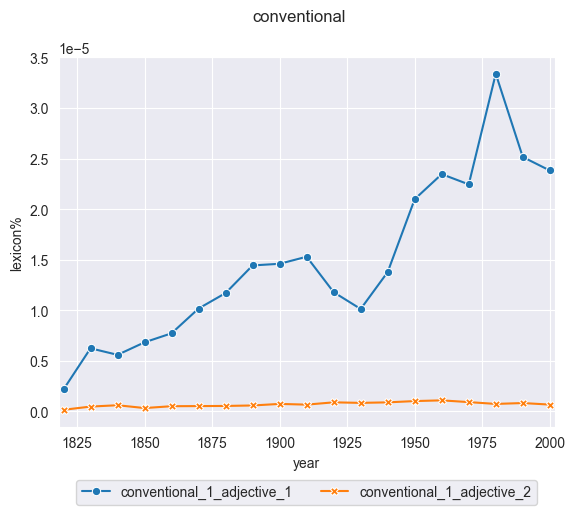 conventional
1e−5
3.5
3.0
2.5
2.0
1.5
1.0
0.5
0.0
lexicon%
1825 1850 1875 1900 1925 1950 1975 2000
year
conventional_1_adjective_1 conventional_1_adjective_2